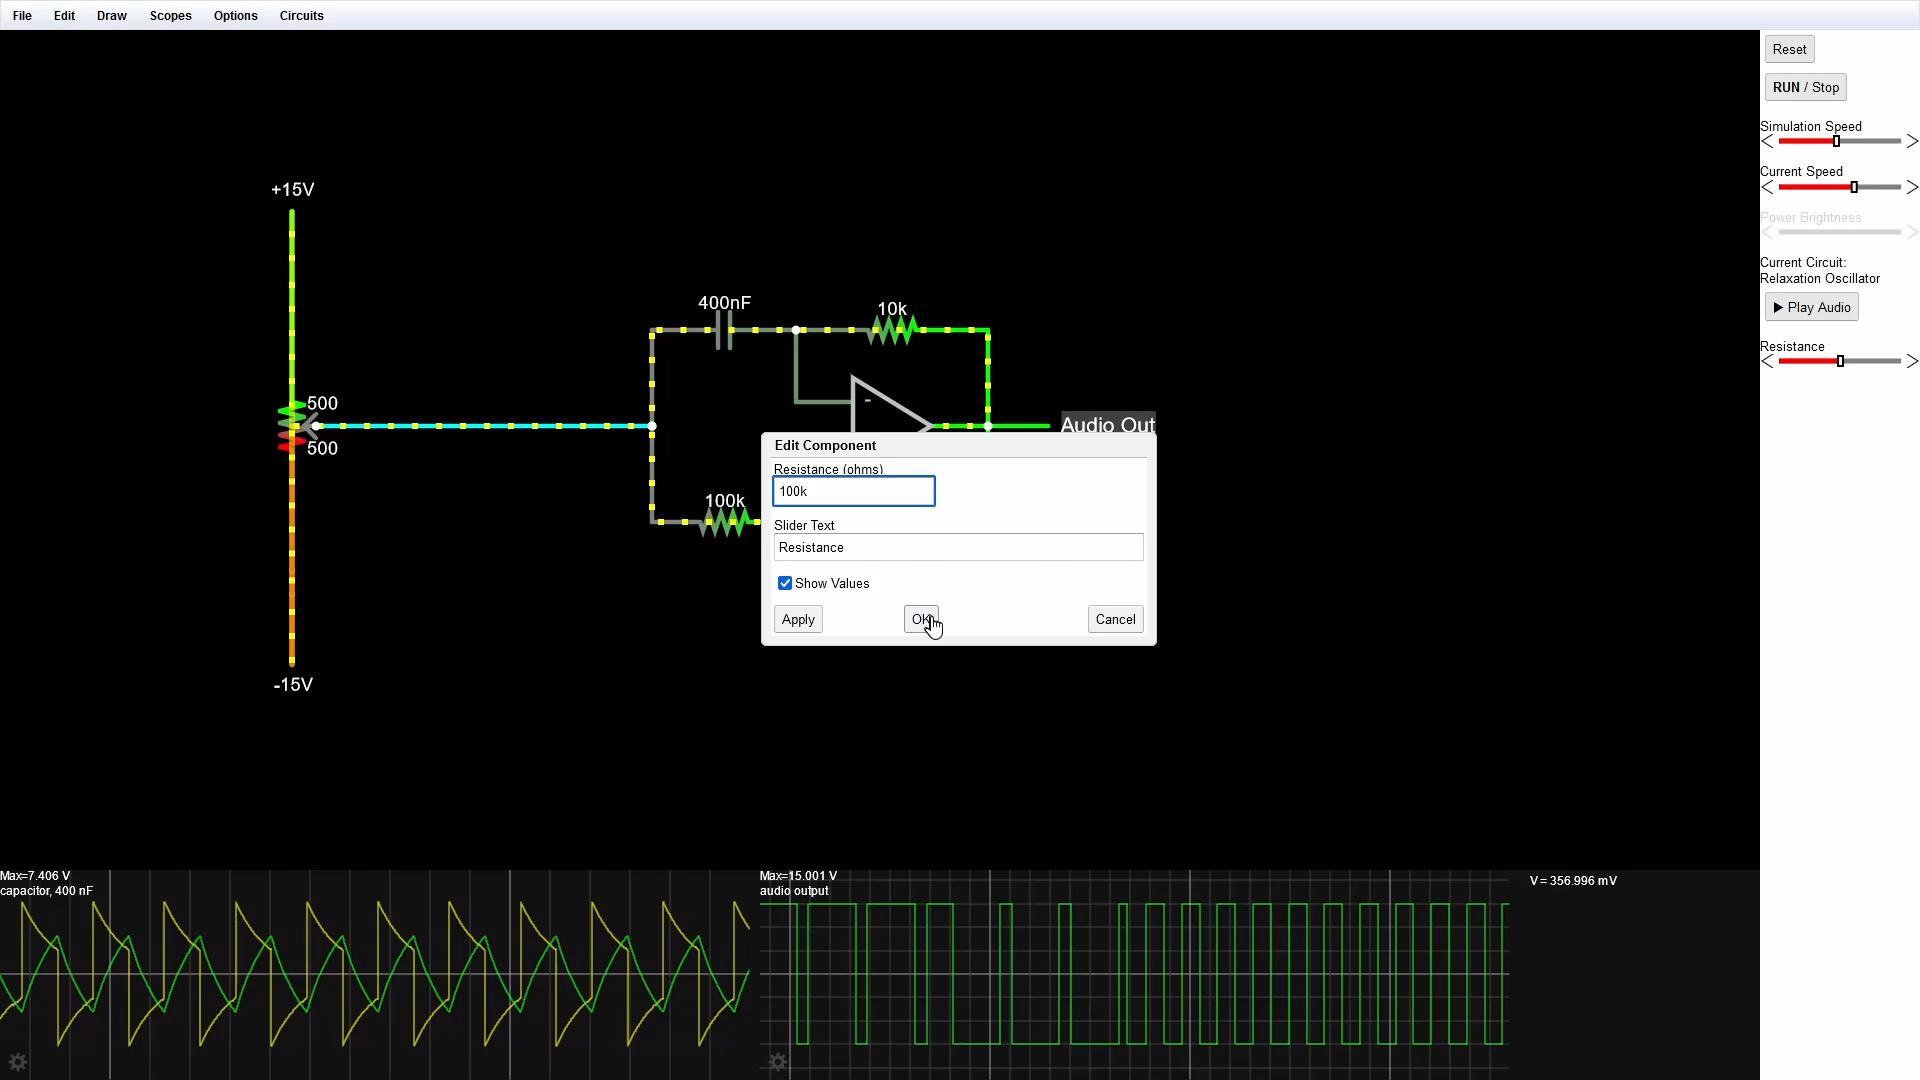 File Edit Draw Scopes Options Circuits
Reset
RUN / Stop
Simulation Speed
Current Speed
Power Brightness
Current Circuit:
Relaxation Oscillator
▶ Play Audio
Resistance
+15V
400nF
10k
500
500
-
Audio Out
100k
-15V
Edit Component
Resistance (ohms)
100k
Slider Text
Resistance
Show Values
Apply OK Cancel
Max=7.406 V
capacitor, 400 nF
Max=15.001 V
audio output
V = 356.996 mV